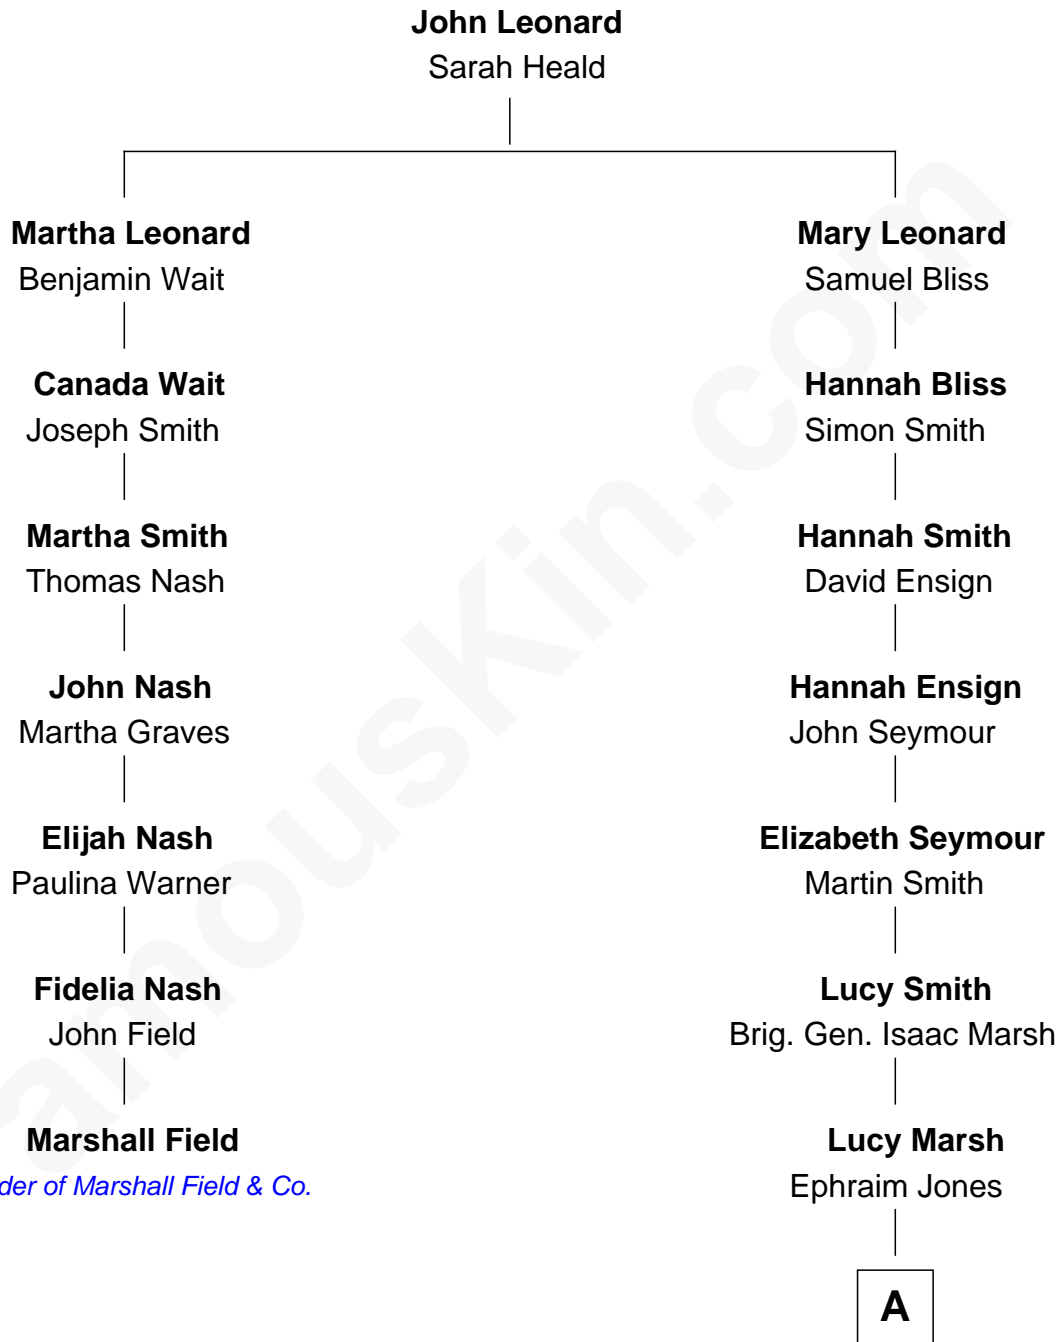 John Leonard
Sarah Heald
Martha Leonard
Benjamin Wait
Mary Leonard
Samuel Bliss
Canada Wait
Joseph Smith
Hannah Bliss
Simon Smith
Martha Smith
Thomas Nash
Hannah Smith
David Ensign
John Nash
Martha Graves
Hannah Ensign
John Seymour
Elijah Nash
Paulina Warner
Elizabeth Seymour
Martin Smith
Fidelia Nash
John Field
Lucy Smith
Brig. Gen. Isaac Marsh
Marshall Field
der of Marshall Field & Co.
Lucy Marsh
Ephraim Jones
A
amousKin.com